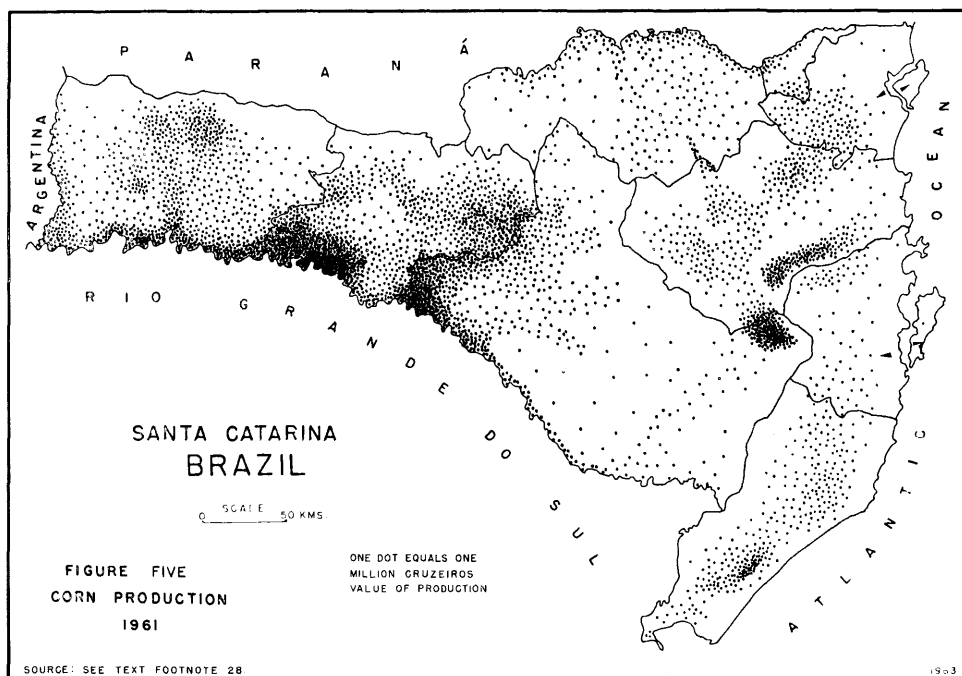 PARANÁ
ARGENTINA
OCEAN
RIO GRANDE DO SUL
ATLANTIC
SANTA CATARINA
BRAZIL
0 SCALE 50 KMS.
FIGURE FIVE
CORN PRODUCTION
1961
ONE DOT EQUALS ONE
MILLION CRUZEIROS
VALUE OF PRODUCTION
SOURCE: SEE TEXT FOOTNOTE 28